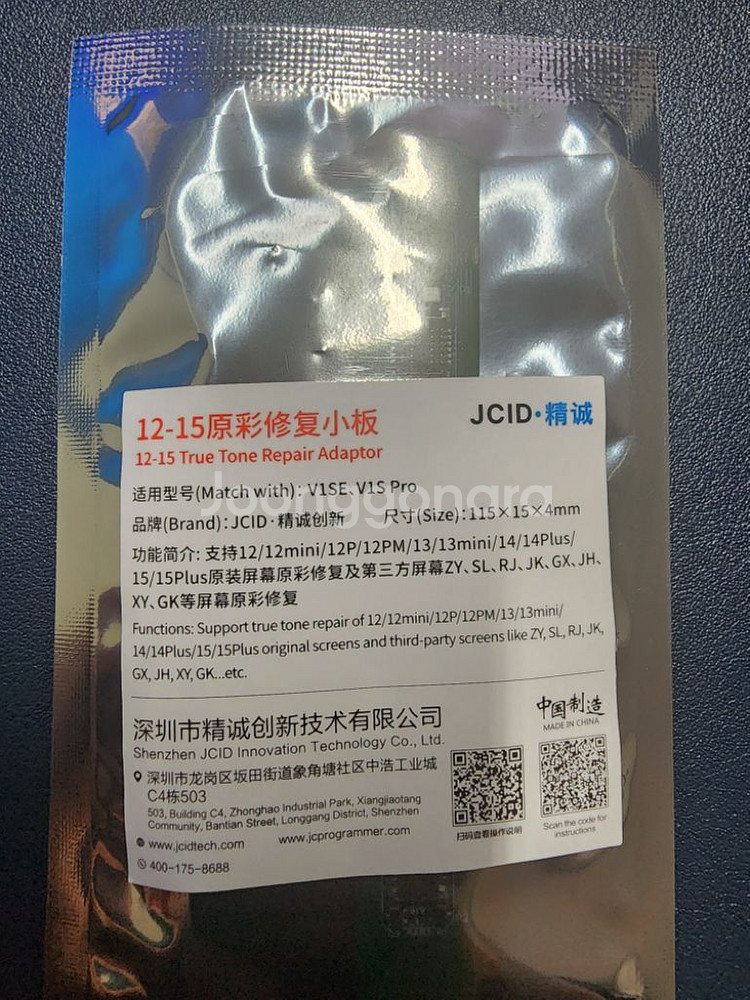 12-15原彩修复小板
JCID·精诚
12-15 True Tone Repair Adaptor
适用型号(Match with): V1SE、V1S Pro
Joonggonara
品牌(Brand): JCID·精诚创新 尺寸(Size): 115×15×4mm
功能简介: 支持12/12mini/12P/12PM/13/13mini/14/14Plus/
15/15Plus原装屏幕原彩修复及第三方屏幕ZY、SL、RJ、JK、GX、JH、
XY、GK等屏幕原彩修复
Functions: Support true tone repair of 12/12mini/12P/12PM/13/13mini/
14/14Plus/15/15Plus original screens and third-party screens like ZY, SL, RJ, JK,
GX, JH, XY, GK...etc.
深圳市精诚创新技术有限公司
Shenzhen JCID Innovation Technology Co., Ltd.
中国制造
MADE IN CHINA
深圳市龙岗区坂田街道象角塘社区中浩工业城
C4栋503
503, Building C4, Zhonghao Industrial Park, Xiangjiaotang
Community, Bantian Street, Longgang District, Shenzhen
www.jcidtech.com www.jcprogrammer.com
400-175-8688
扫码查看操作说明
Scan the code for
instructions